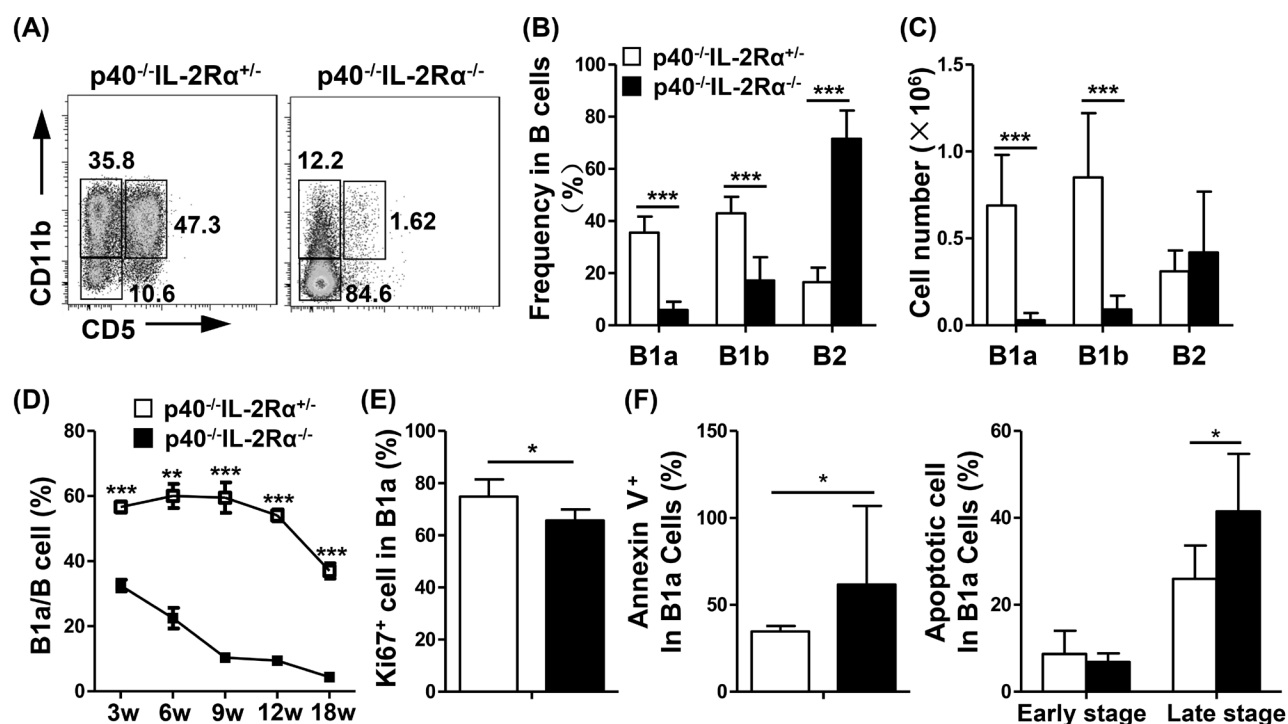 (A)
p40⁻/⁻IL-2Rα⁺/⁻
p40⁻/⁻IL-2Rα⁻/⁻
35.8
47.3
10.6
12.2
1.62
84.6
CD11b
CD5
(B)
p40⁻/⁻IL-2Rα⁺/⁻
p40⁻/⁻IL-2Rα⁻/⁻
Frequency in B cells
(%)
100
80
60
40
20
0
***
***
***
B1a B1b B2
(C)
Cell number (×10⁶)
1.5
1.0
0.5
0.0
***
***
B1a B1b B2
(D)
p40⁻/⁻IL-2Rα⁺/⁻
p40⁻/⁻IL-2Rα⁻/⁻
B1a/B cell (%)
80
60
40
20
0
*** ** *** *** ***
3w 6w 9w 12w 18w
(E)
Ki67⁺ cell in B1a (%)
100
80
60
40
20
0
*
(F)
Annexin V⁺
In B1a Cells (%)
150
100
50
0
*
Apoptotic cell
In B1a Cells (%)
60
40
20
0
*
Early stage Late stage